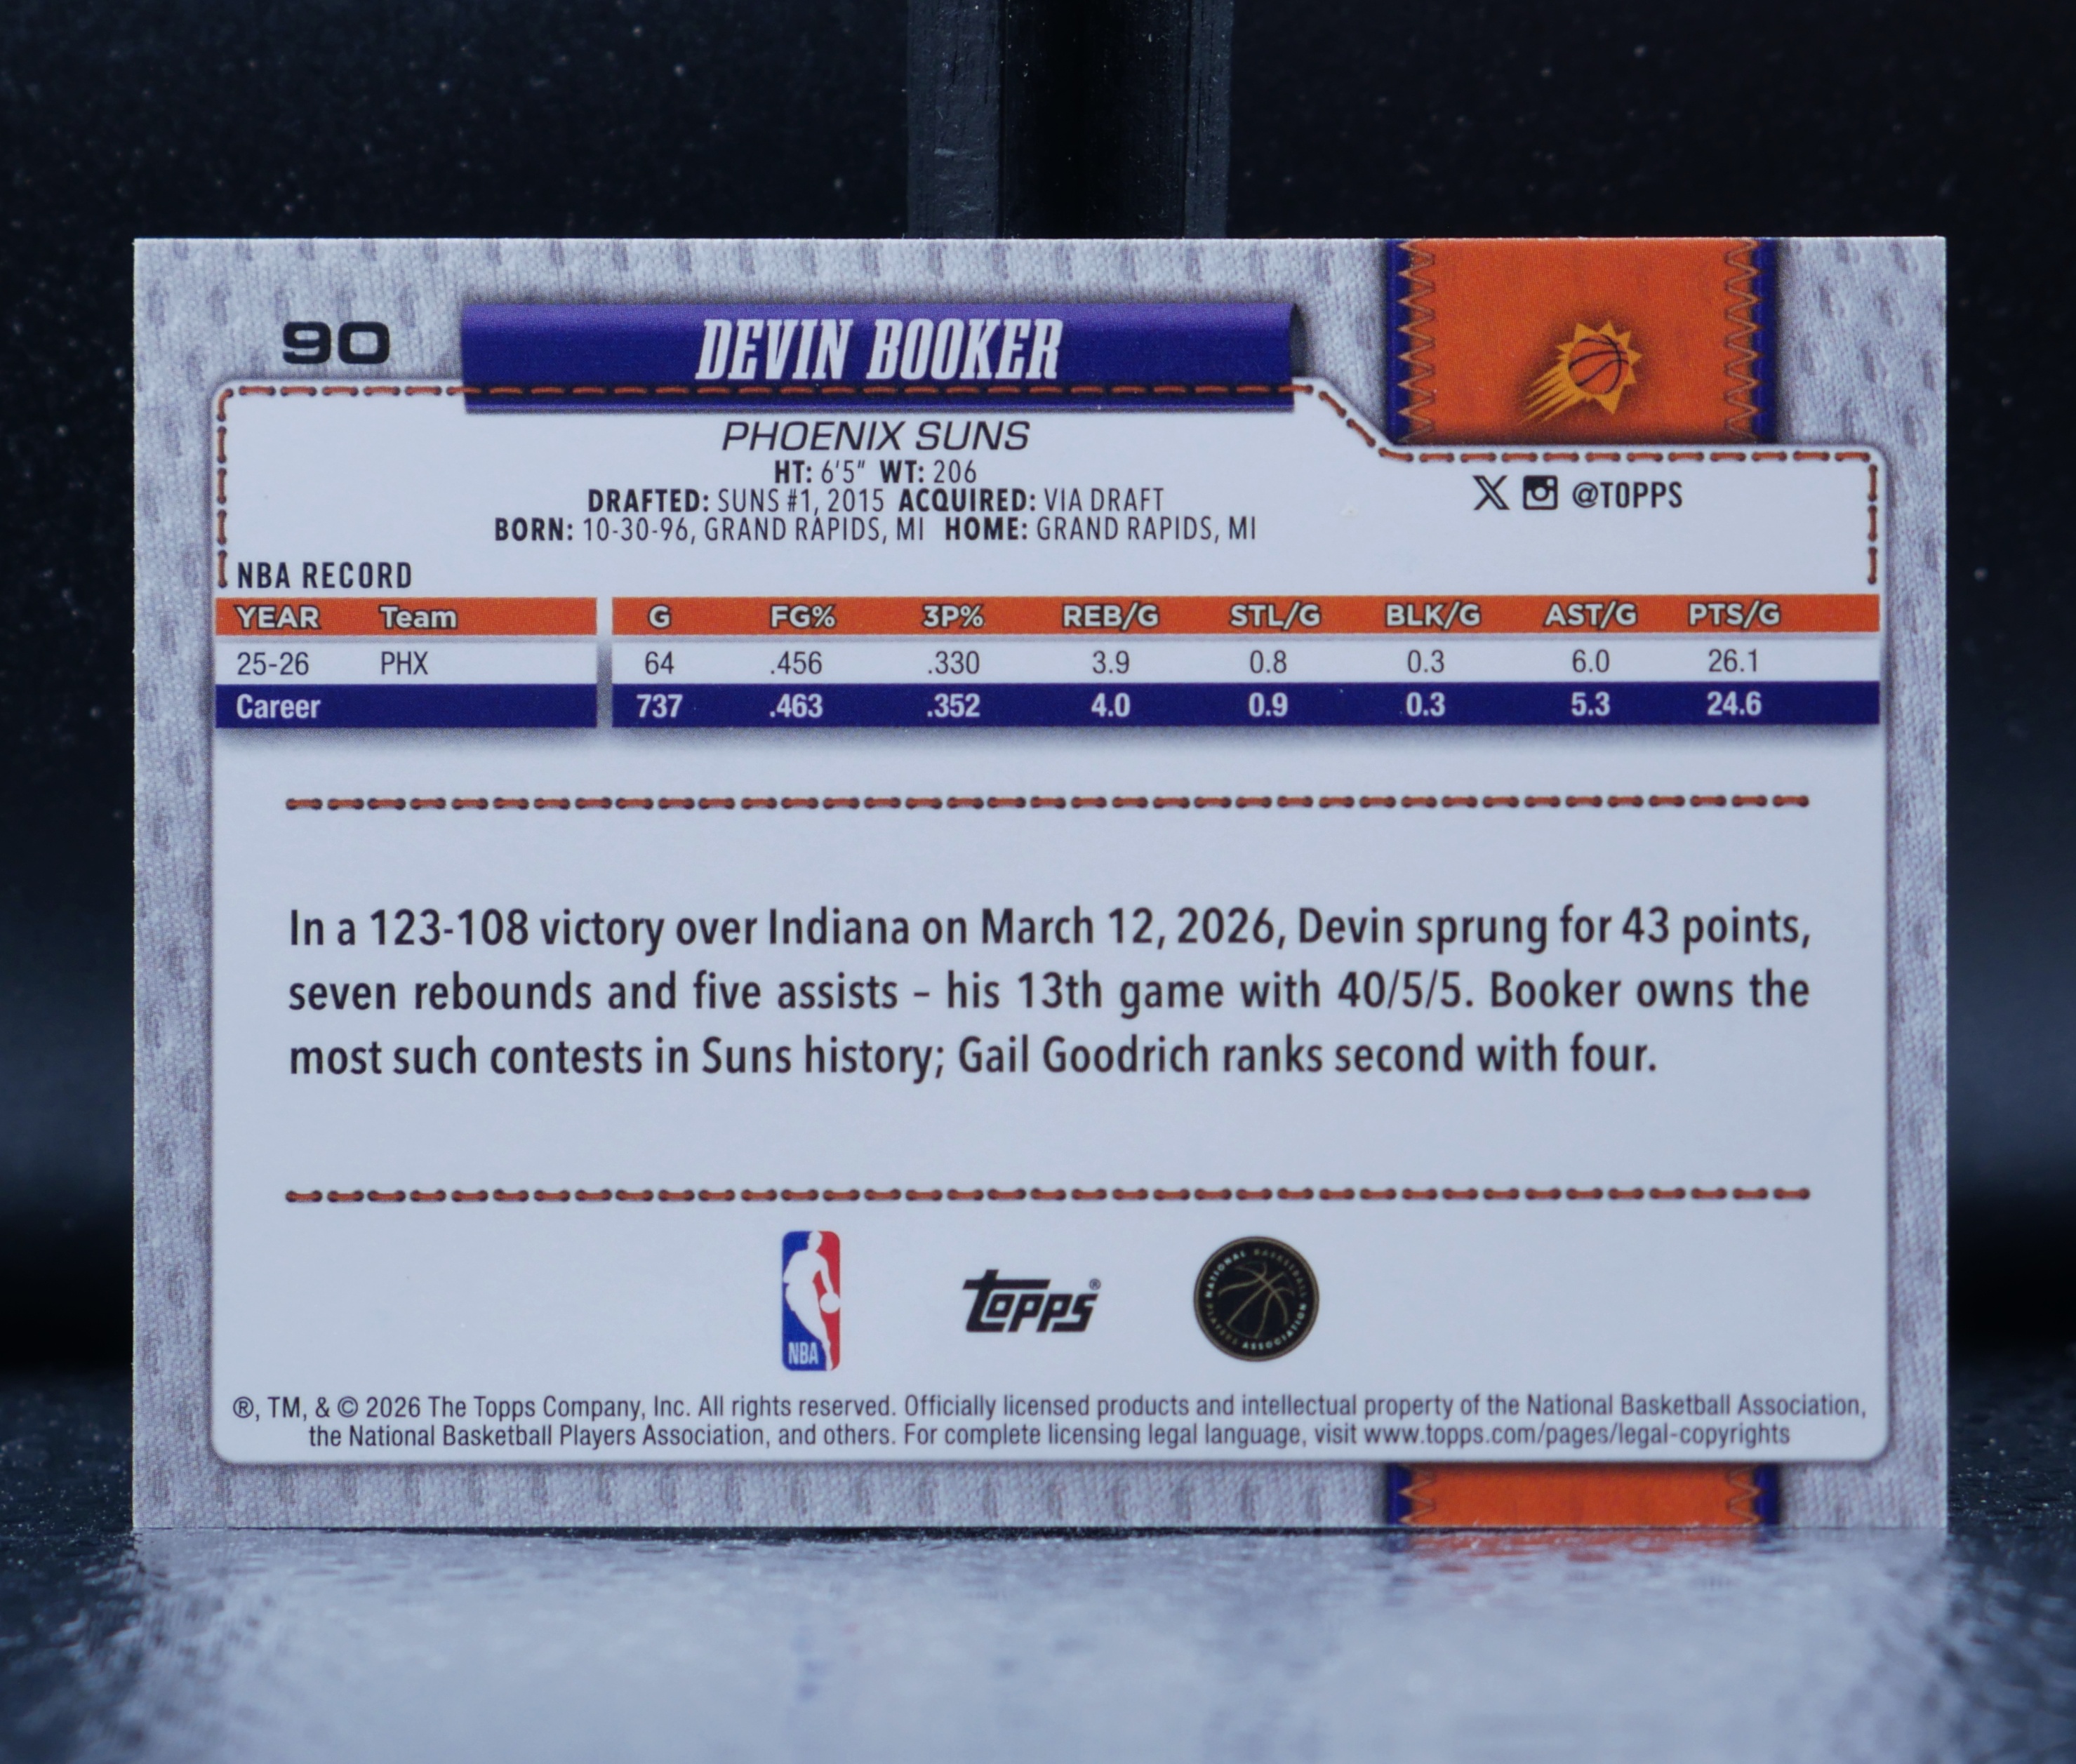 90
DEVIN BOOKER
PHOENIX SUNS
HT: 6'5" WT: 206
DRAFTED: SUNS #1, 2015 ACQUIRED: VIA DRAFT
BORN: 10-30-96, GRAND RAPIDS, MI HOME: GRAND RAPIDS, MI
X @TOPPS
NBA RECORD
YEAR Team G FG% 3P% REB/G STL/G BLK/G AST/G PTS/G
25-26 PHX 64 .456 .330 3.9 0.8 0.3 6.0 26.1
Career 737 .463 .352 4.0 0.9 0.3 5.3 24.6
In a 123-108 victory over Indiana on March 12, 2026, Devin sprung for 43 points,
seven rebounds and five assists – his 13th game with 40/5/5. Booker owns the
most such contests in Suns history; Gail Goodrich ranks second with four.
NBA
Topps®
NATIONAL BASKETBALL PLAYERS ASSOCIATION
®, TM, & © 2026 The Topps Company, Inc. All rights reserved. Officially licensed products and intellectual property of the National Basketball Association,
the National Basketball Players Association, and others. For complete licensing legal language, visit www.topps.com/pages/legal-copyrights